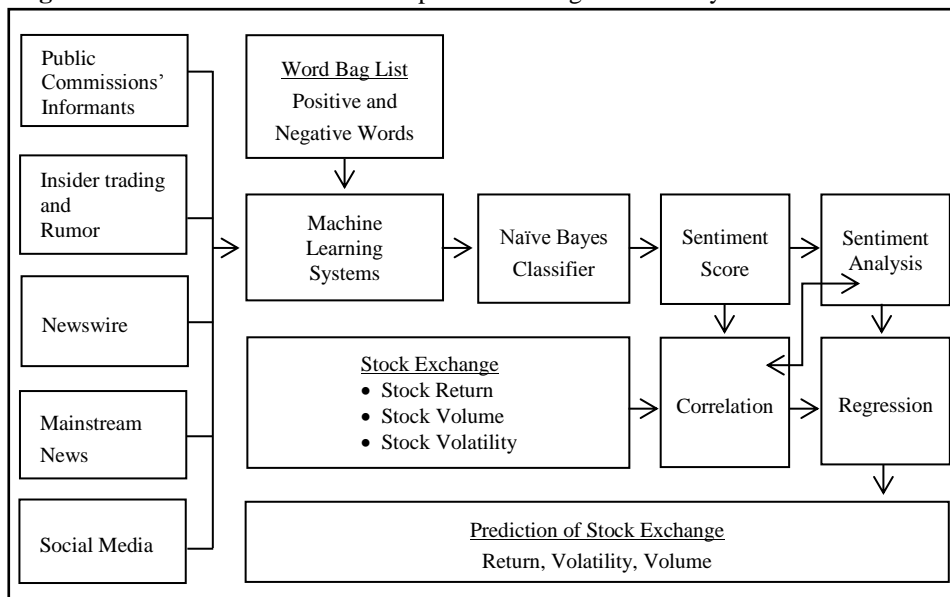 Public
Commissions'
Informants
Insider trading
and
Rumor
Newswire
Mainstream
News
Social Media
Word Bag List
Positive and
Negative Words
Machine
Learning
Systems
Naïve Bayes
Classifier
Sentiment
Score
Sentiment
Analysis
Stock Exchange
• Stock Return
• Stock Volume
• Stock Volatility
Correlation
Regression
Prediction of Stock Exchange
Return, Volatility, Volume